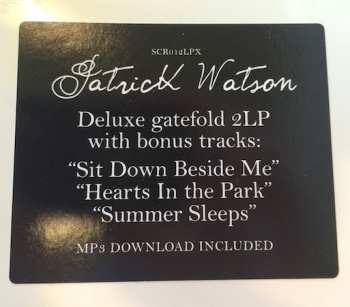 SCR012LPX
Patrick Watson
Deluxe gatefold 2LP
with bonus tracks:
“Sit Down Beside Me”
“Hearts In the Park”
“Summer Sleeps”
MP3 DOWNLOAD INCLUDED